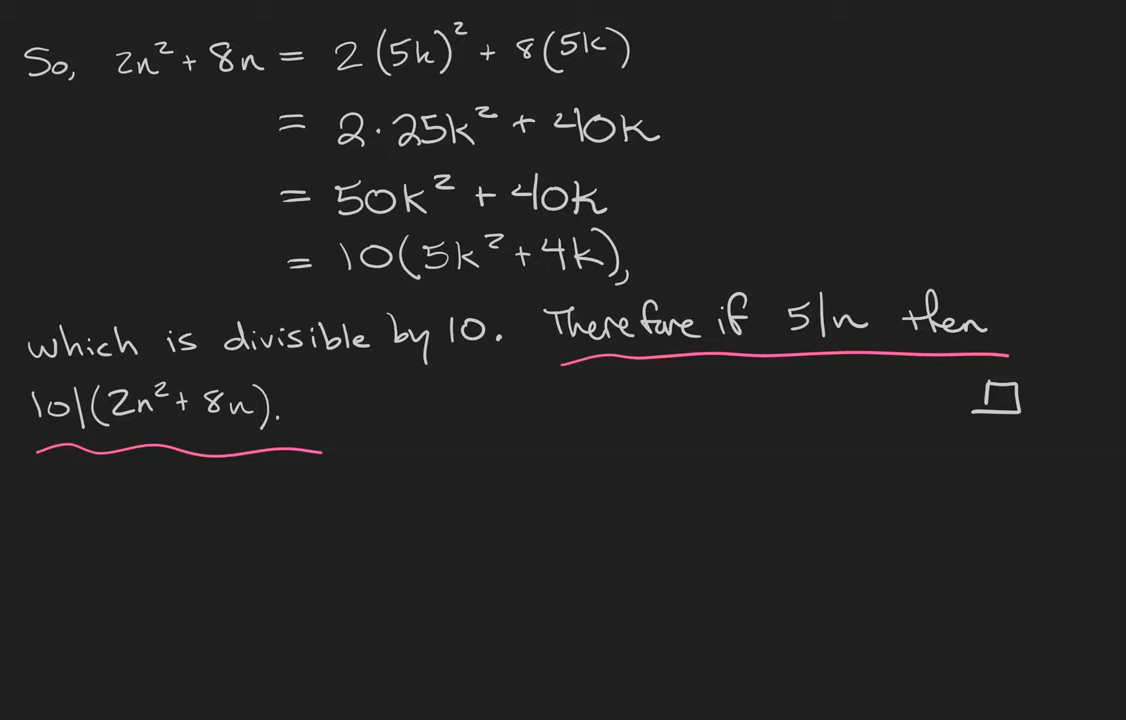 So, 2n² + 8n = 2(5k)² + 8(5k)
= 2·25k² + 40k
= 50k² + 40k
= 10(5k² + 4k),
which is divisible by 10. Therefore if 5|n then
10|(2n² + 8n). □